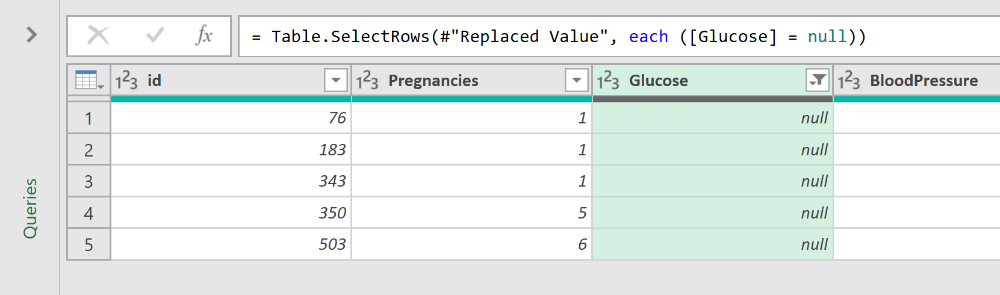 fx = Table.SelectRows(#"Replaced Value", each ([Glucose] = null))
123 id 123 Pregnancies 123 Glucose 123 BloodPressure
1 76 1 null
2 183 1 null
3 343 1 null
4 350 5 null
5 503 6 null
Queries